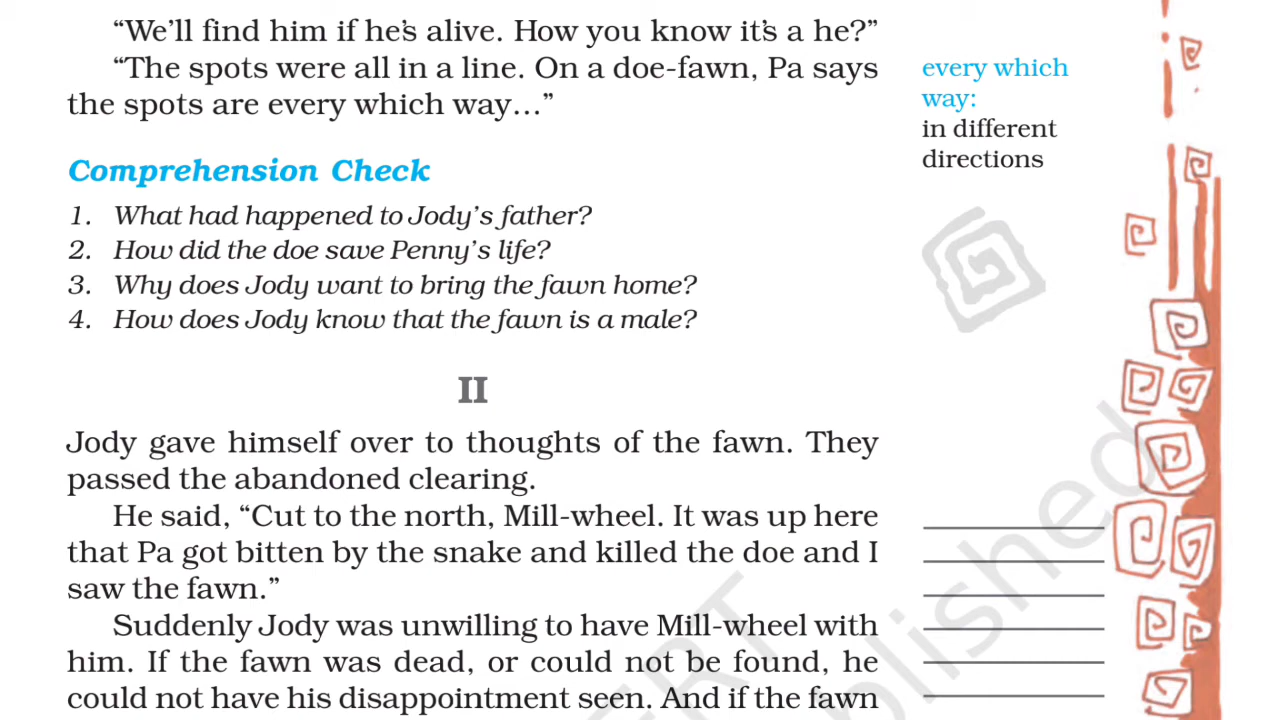 “We’ll find him if he’s alive. How you know it’s a he?”
“The spots were all in a line. On a doe-fawn, Pa says
the spots are every which way…”
every which
way:
in different
directions
Comprehension Check
1. What had happened to Jody’s father?
2. How did the doe save Penny’s life?
3. Why does Jody want to bring the fawn home?
4. How does Jody know that the fawn is a male?
II
Jody gave himself over to thoughts of the fawn. They
passed the abandoned clearing.
He said, “Cut to the north, Mill-wheel. It was up here
that Pa got bitten by the snake and killed the doe and I
saw the fawn.”
Suddenly Jody was unwilling to have Mill-wheel with
him. If the fawn was dead, or could not be found, he
could not have his disappointment seen. And if the fawn